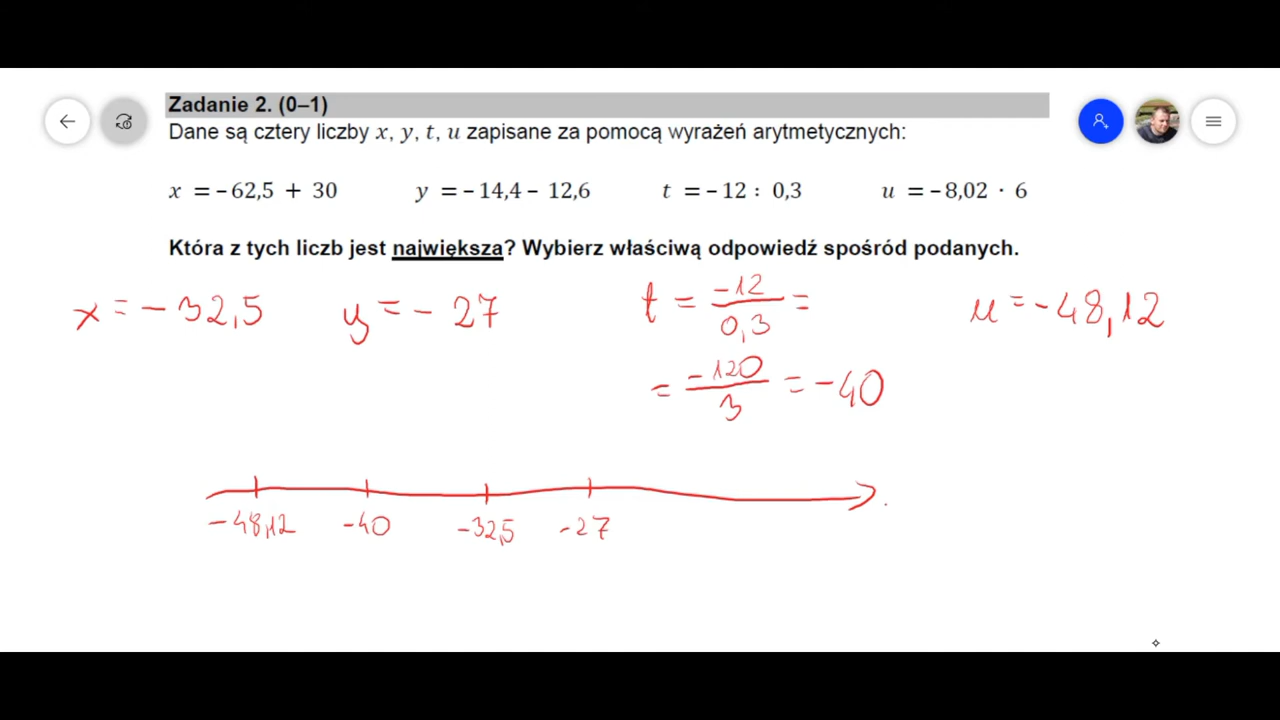 Zadanie 2. (0–1)
Dane są cztery liczby x, y, t, u zapisane za pomocą wyrażeń arytmetycznych:
x = −62,5 + 30 y = −14,4 − 12,6 t = −12 : 0,3 u = −8,02 · 6
Która z tych liczb jest największa? Wybierz właściwą odpowiedź spośród podanych.
x = −32,5 y = − 27 t = −12/0,3 = u = −48,12
= −120/3 = −40
−48,12 −40 −32,5 −27